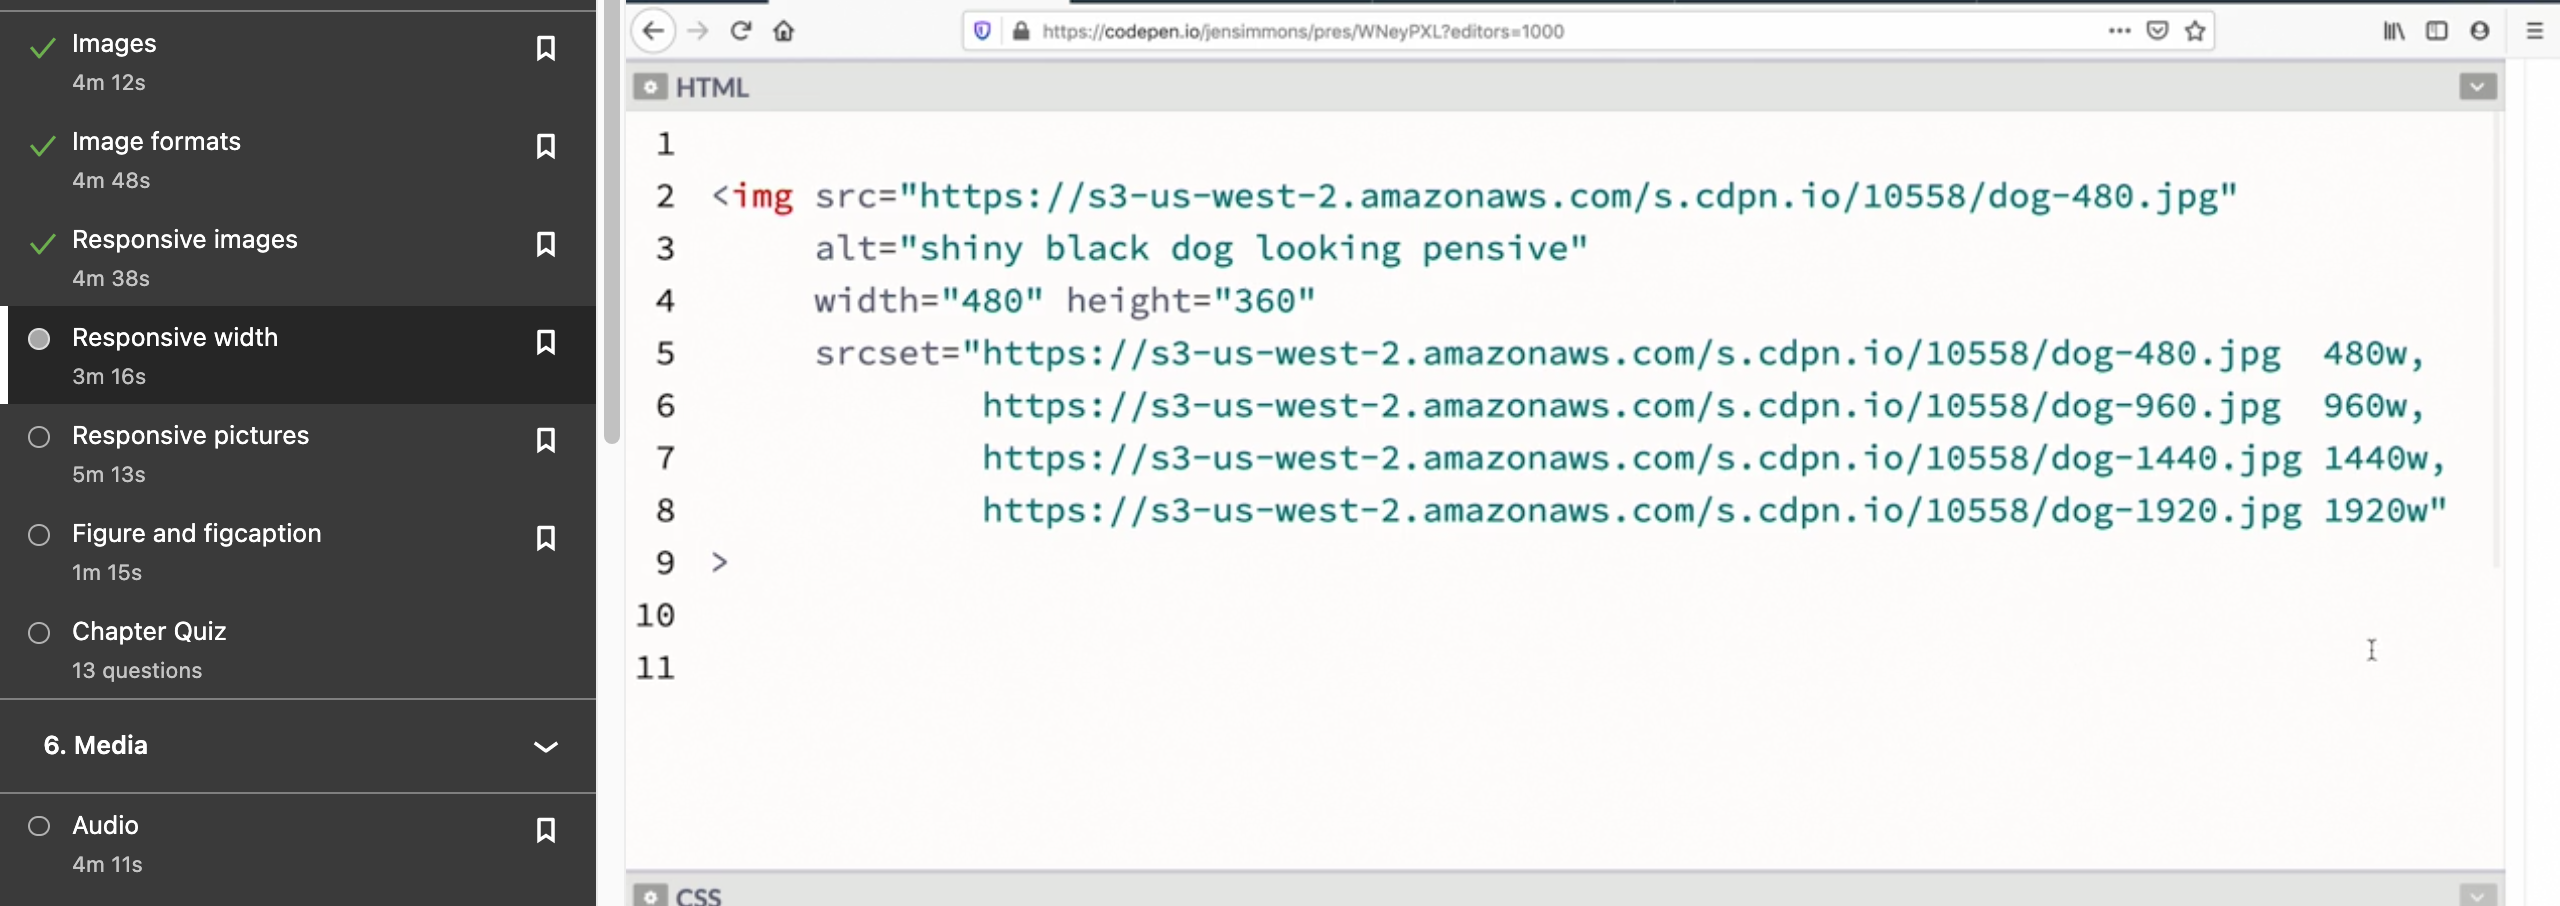 Images
4m 12s
Image formats
4m 48s
Responsive images
4m 38s
Responsive width
3m 16s
Responsive pictures
5m 13s
Figure and figcaption
1m 15s
Chapter Quiz
13 questions
6. Media
Audio
4m 11s
https://codepen.io/jensimmons/pres/WNeyPXL?editors=1000
HTML
1
2 <img src="https://s3-us-west-2.amazonaws.com/s.cdpn.io/10558/dog-480.jpg"
3 alt="shiny black dog looking pensive"
4 width="480" height="360"
5 srcset="https://s3-us-west-2.amazonaws.com/s.cdpn.io/10558/dog-480.jpg 480w,
6 https://s3-us-west-2.amazonaws.com/s.cdpn.io/10558/dog-960.jpg 960w,
7 https://s3-us-west-2.amazonaws.com/s.cdpn.io/10558/dog-1440.jpg 1440w,
8 https://s3-us-west-2.amazonaws.com/s.cdpn.io/10558/dog-1920.jpg 1920w"
9 >
10
11
CSS